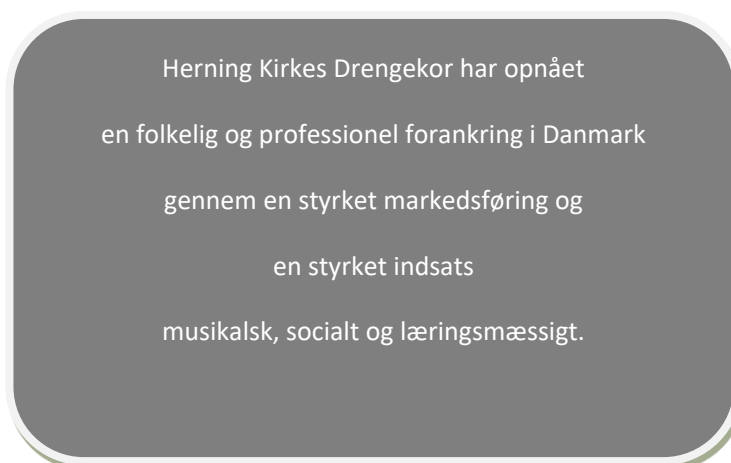 Herning Kirkes Drengekor har opnået
en folkelig og professionel forankring i Danmark
gennem en styrket markedsføring og
en styrket indsats
musikalsk, socialt og læringsmæssigt.